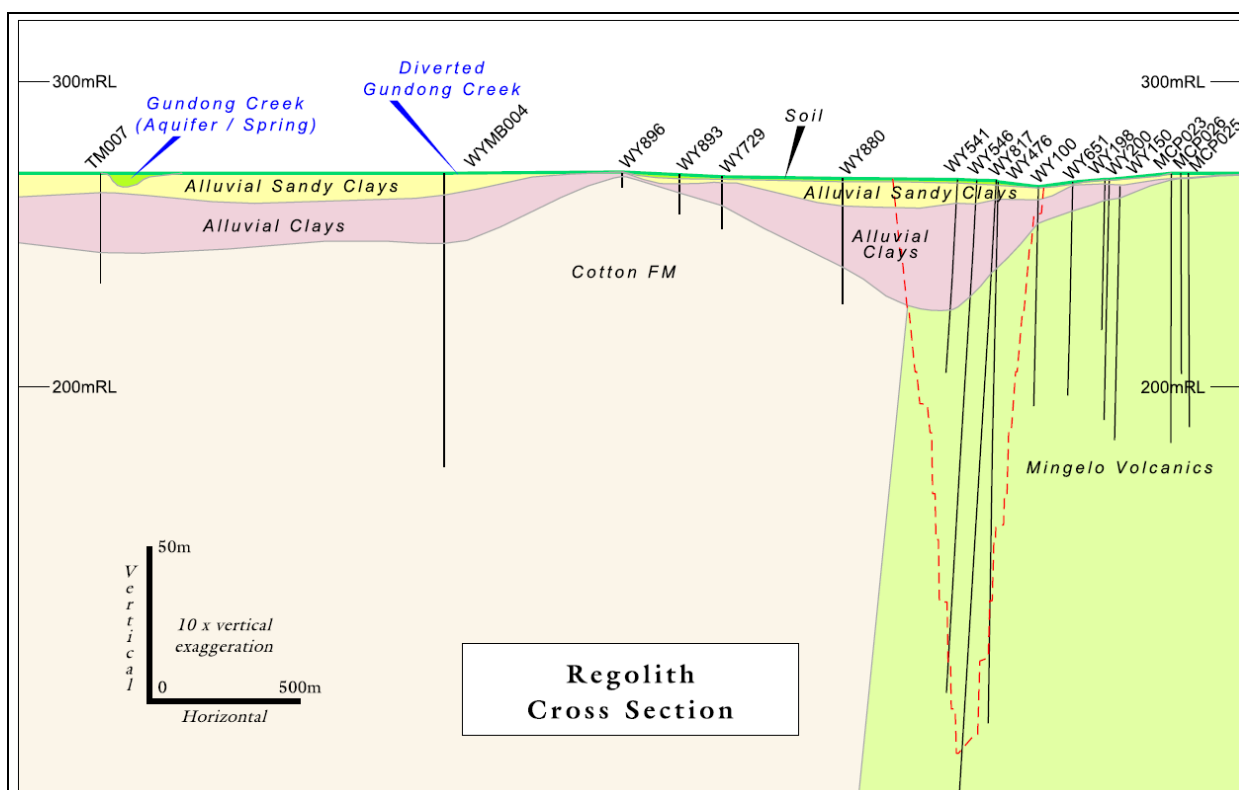 300mRL
300mRL
Diverted
Gundong Creek
Gundong Creek
(Aquifer / Spring)
Soil
TM007
WYMB004
WY896
WY893
WY729
WY880
WY541
WY546
WY817
WY476
WY100
WY651
WY198
WY200
WY150
MCP023
MCP026
MCP025
Alluvial Sandy Clays
Alluvial Sandy Clays
Alluvial Clays
Alluvial
Clays
Cotton FM
200mRL
200mRL
Mingelo Volcanics
50m
Vertical
10 x vertical
exaggeration
0
500m
Horizontal
Regolith
Cross Section